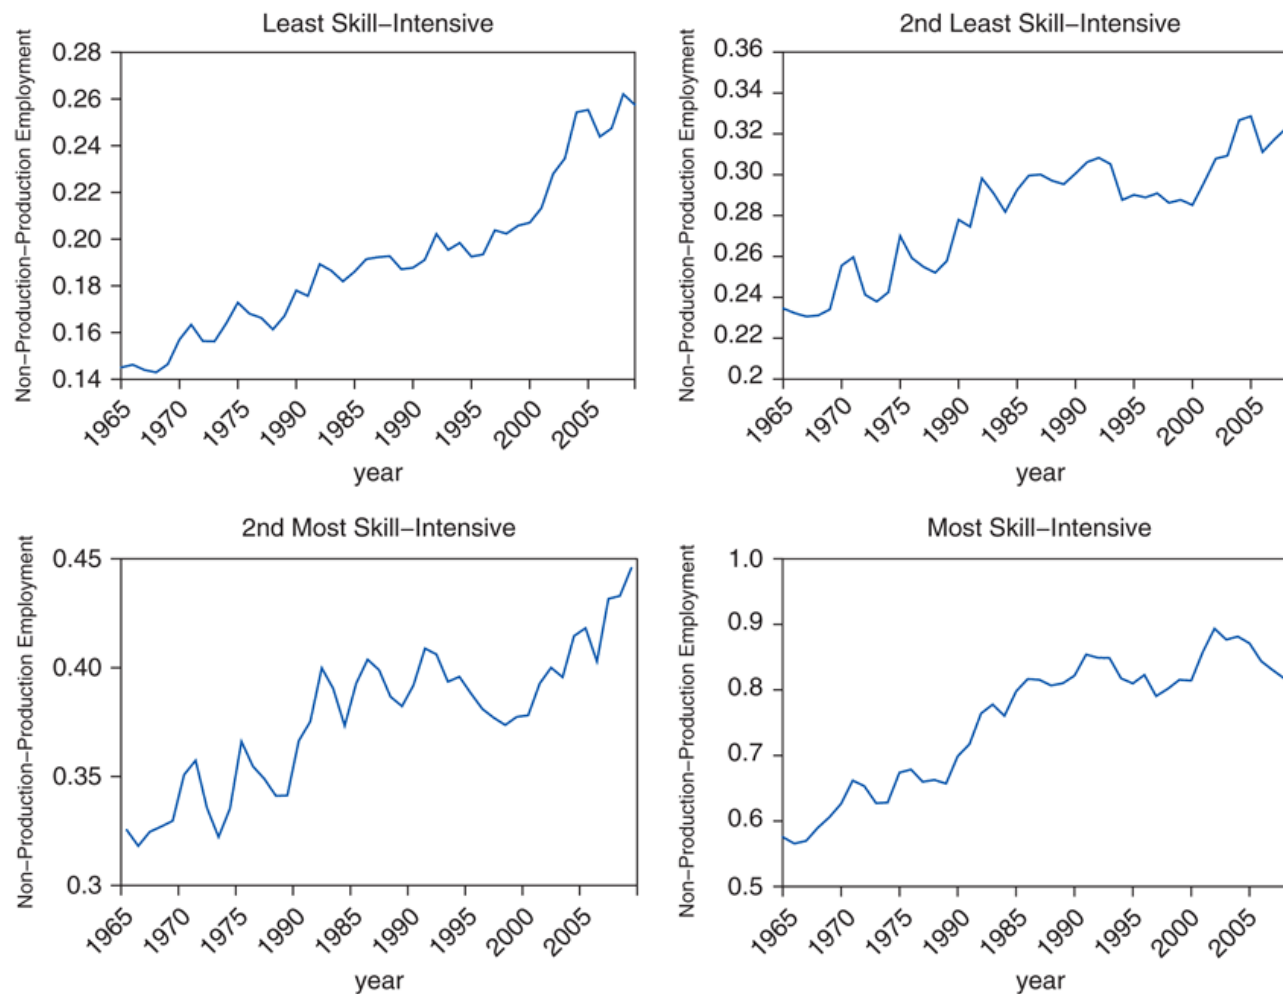 Least Skill–Intensive
Non–Production–Production Employment
0.28
0.26
0.24
0.22
0.20
0.18
0.16
0.14
1965 1970 1975 1980 1985 1990 1995 2000 2005
year
2nd Least Skill–Intensive
Non–Production–Production Employment
0.36
0.34
0.32
0.30
0.28
0.26
0.24
0.22
0.2
1965 1970 1975 1990 1985 1990 1995 2000 2005
year
2nd Most Skill–Intensive
Non–Production–Production Employment
0.45
0.40
0.35
0.3
1965 1970 1975 1990 1985 1990 1995 2000 2005
year
Most Skill–Intensive
Non–Production–Production Employment
1.0
0.9
0.8
0.7
0.6
0.5
1965 1970 1975 1990 1985 1990 1995 2000 2005
year